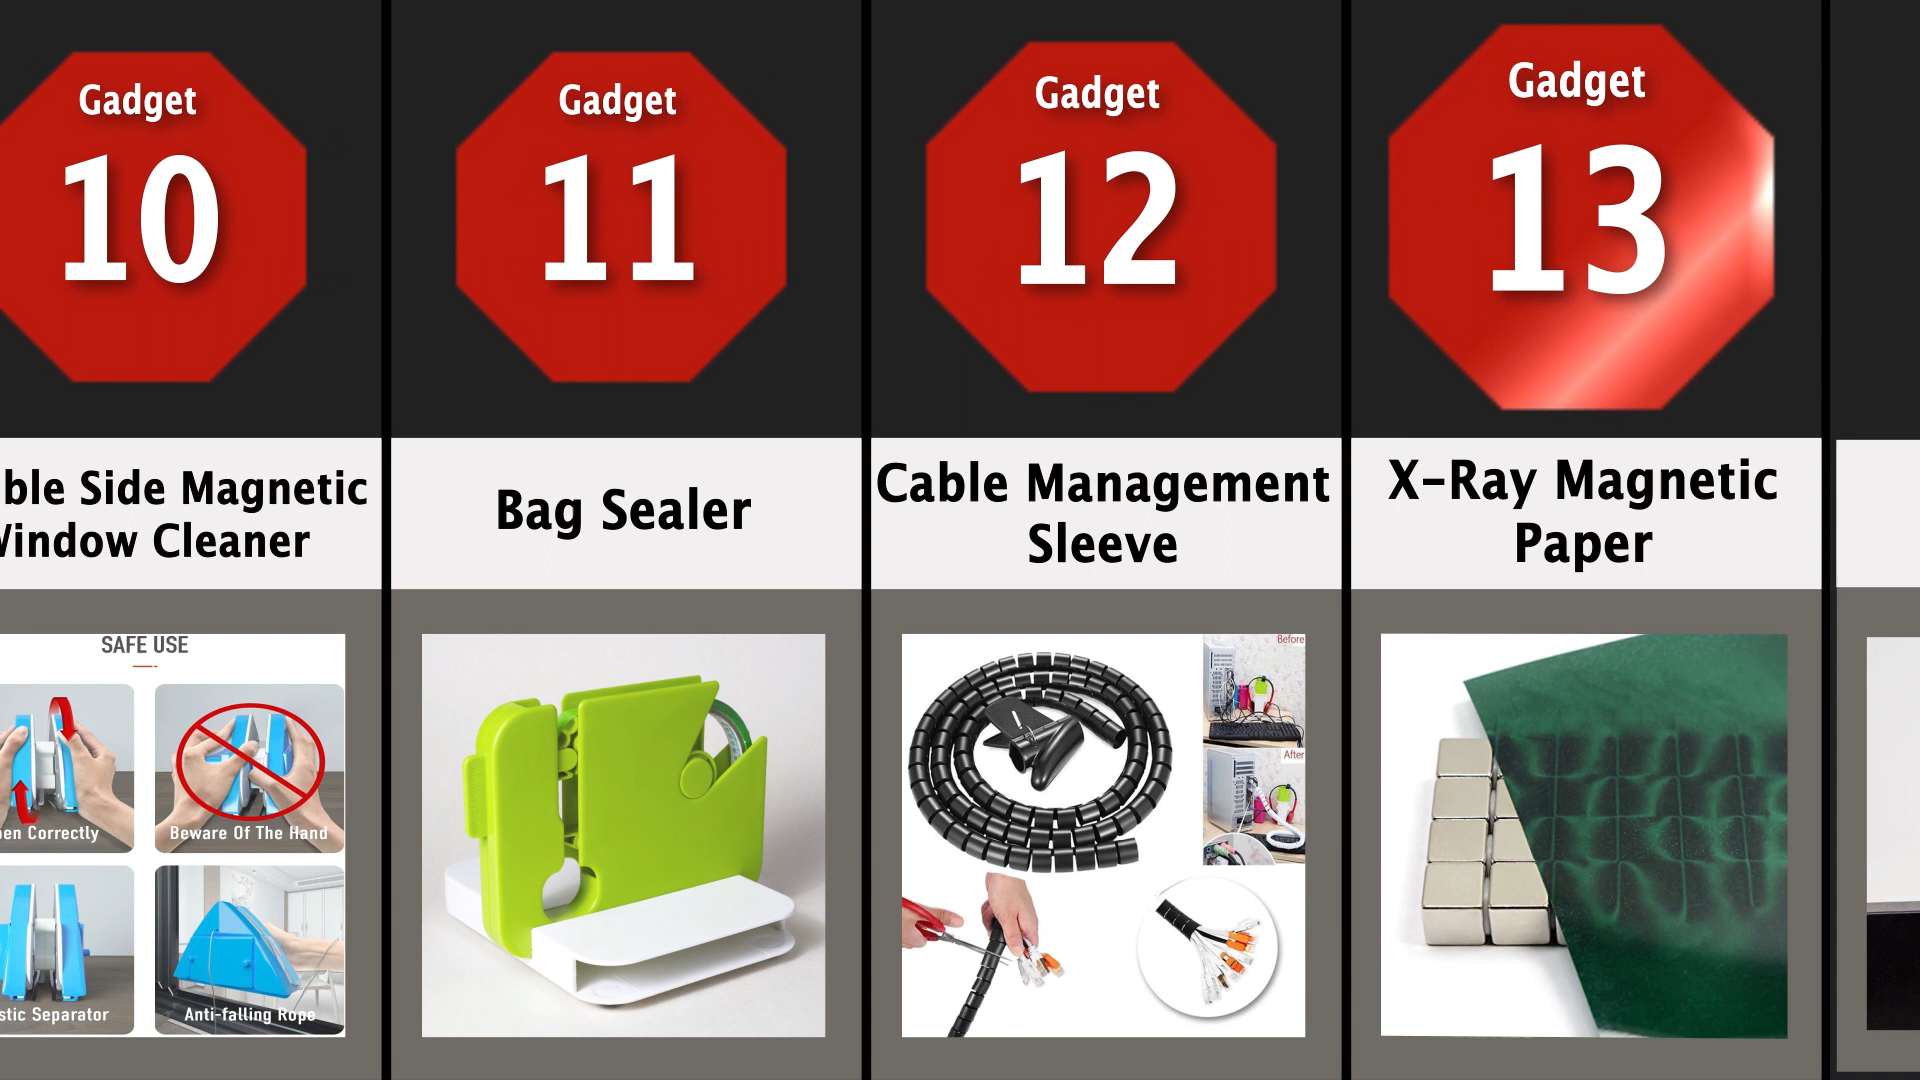 Gadget
10
ble Side Magnetic
Window Cleaner
SAFE USE
en Correctly
Beware Of The Hand
stic Separator
Anti-falling Rope
Gadget
11
Bag Sealer
Gadget
12
Cable Management
Sleeve
Before
After
Gadget
13
X-Ray Magnetic
Paper